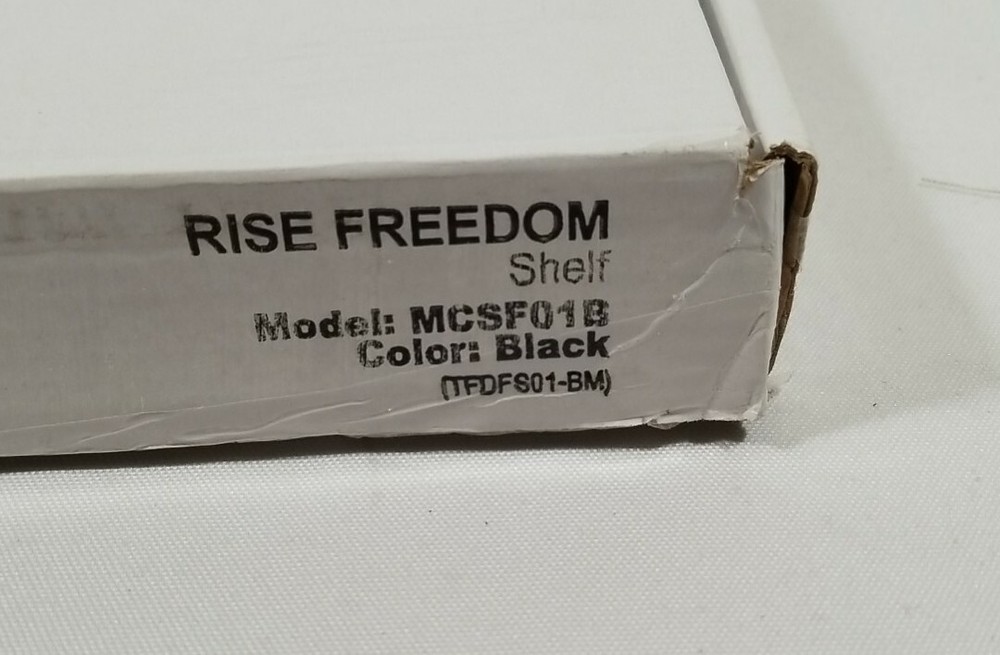 RISE FREEDOM
Shelf
Model: MCSF01B
Color: Black
(TFDFS01-BM)